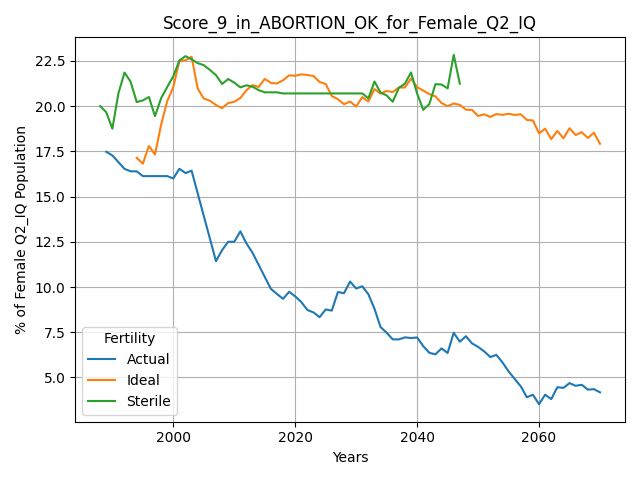 Score_9_in_ABORTION_OK_for_Female_Q2_IQ
% of Female Q2_IQ Population
22.5
20.0
17.5
15.0
12.5
10.0
7.5
5.0
Fertility
Actual
Ideal
Sterile
2000 2020 2040 2060
Years